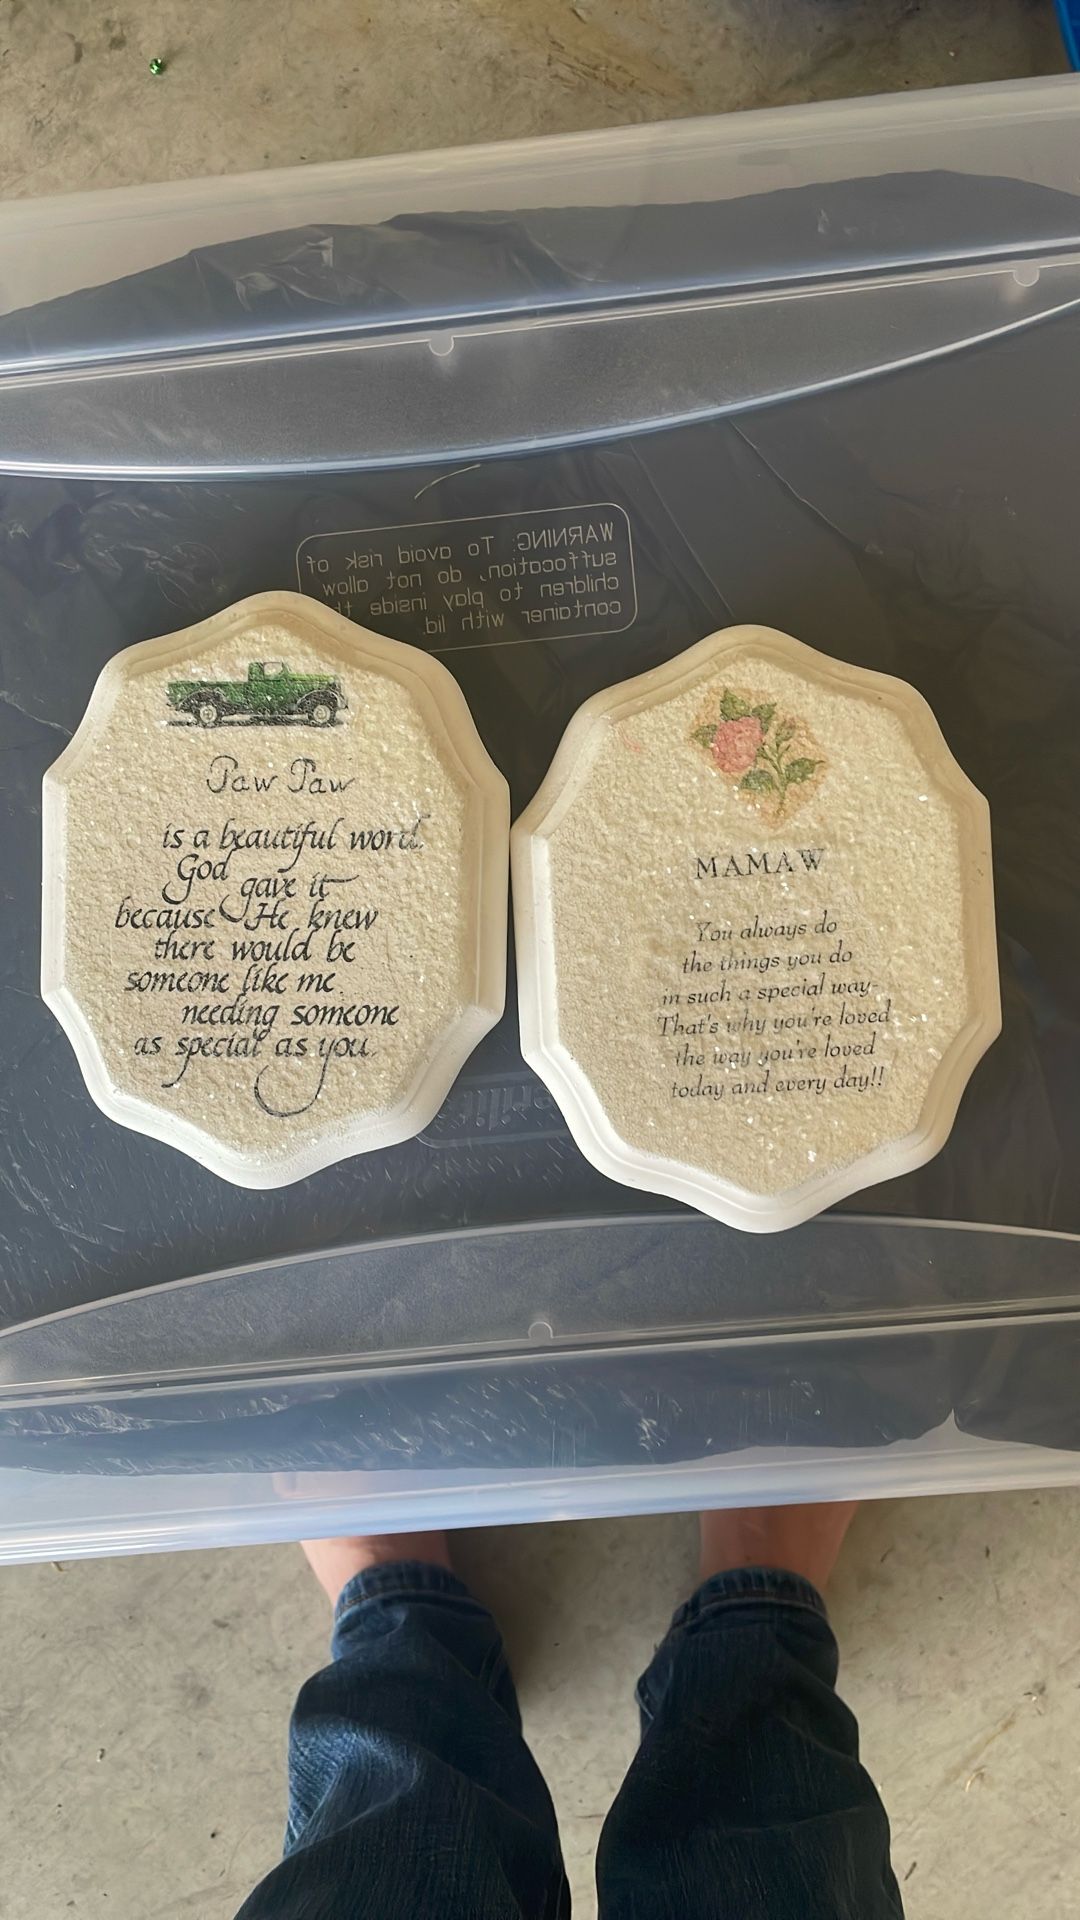 WARNING: To avoid risk of
suffocation, do not allow
children to play inside
container with lid.
Paw Paw
is a beautiful word.
God
gave it
because He knew
there would be
someone like me
needing someone
as special as you.
MAMAW
You always do
the things you do
in such a special way-
That's why you're loved
the way you're loved
today and every day!!